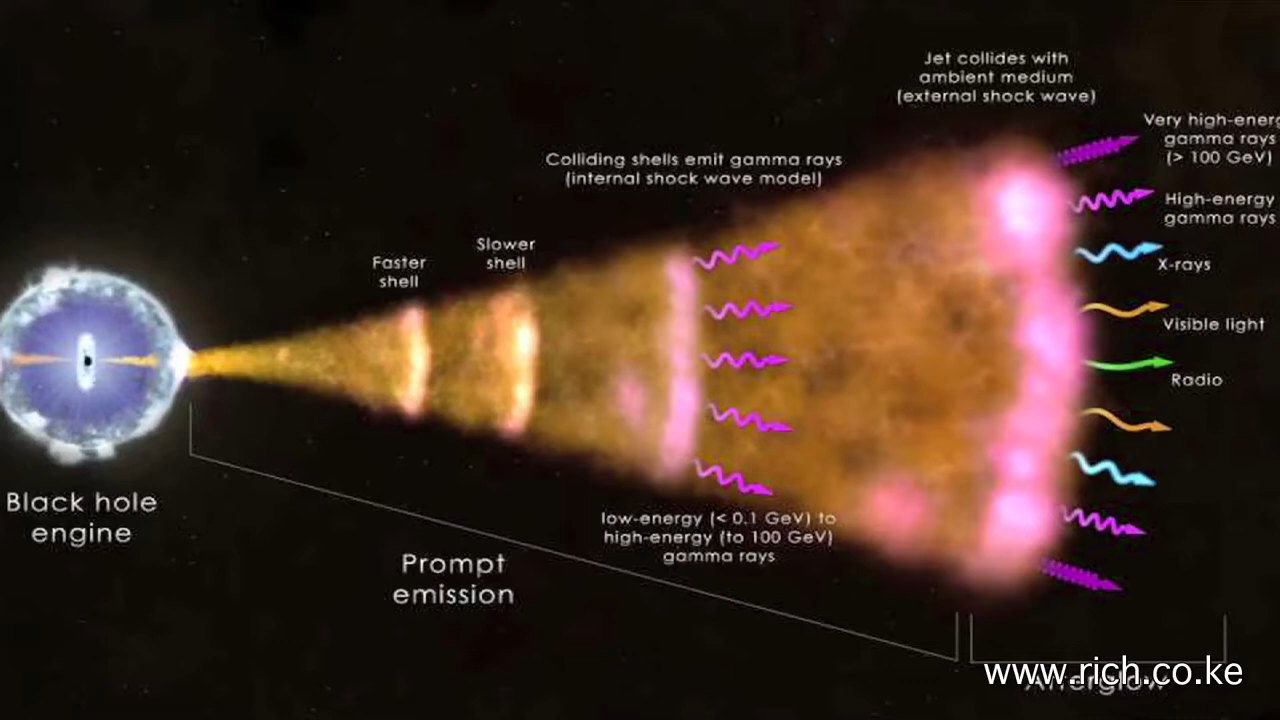 Jet collides with
ambient medium
(external shock wave)
Very high-energ
gamma rays
(> 100 GeV)
Colliding shells emit gamma rays
(internal shock wave model)
High-energy
gamma rays
Slower
shell
Faster
shell
X-rays
Visible light
Radio
Black hole
engine
low-energy (< 0.1 GeV) to
high-energy (to 100 GeV)
gamma rays
Prompt
emission
www.rich.co.ke
Afterglow